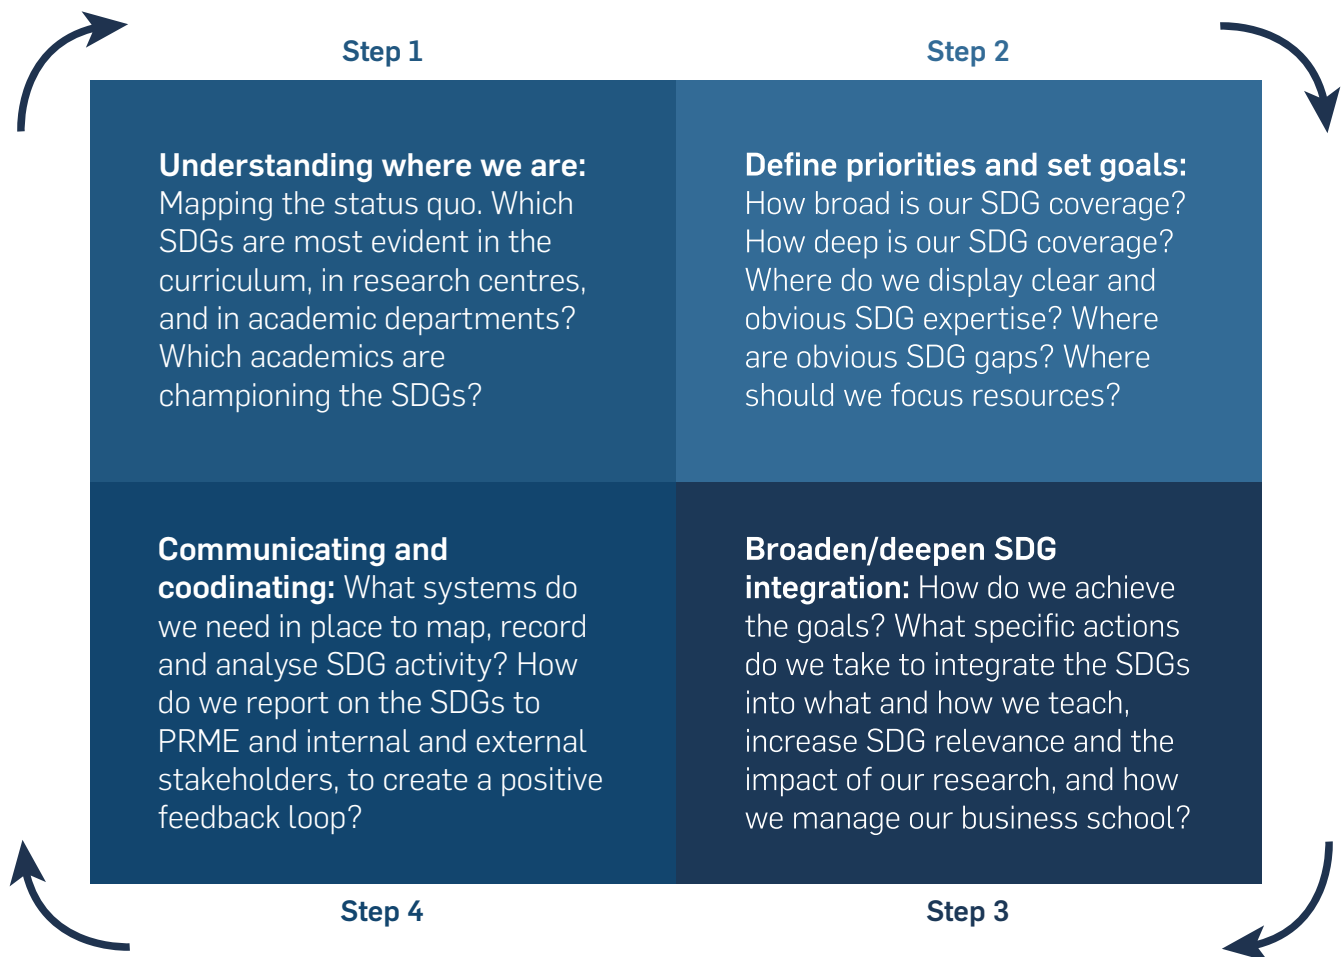 Step 1
Understanding where we are:
Mapping the status quo. Which
SDGs are most evident in the
curriculum, in research centres,
and in academic departments?
Which academics are
championing the SDGs?
Step 2
Define priorities and set goals:
How broad is our SDG coverage?
How deep is our SDG coverage?
Where do we display clear and
obvious SDG expertise? Where
are obvious SDG gaps? Where
should we focus resources?
Broaden/deepen SDG
integration: How do we achieve
the goals? What specific actions
do we take to integrate the SDGs
into what and how we teach,
increase SDG relevance and the
impact of our research, and how
we manage our business school?
Step 3
Communicating and
coodinating: What systems do
we need in place to map, record
and analyse SDG activity? How
do we report on the SDGs to
PRME and internal and external
stakeholders, to create a positive
feedback loop?
Step 4